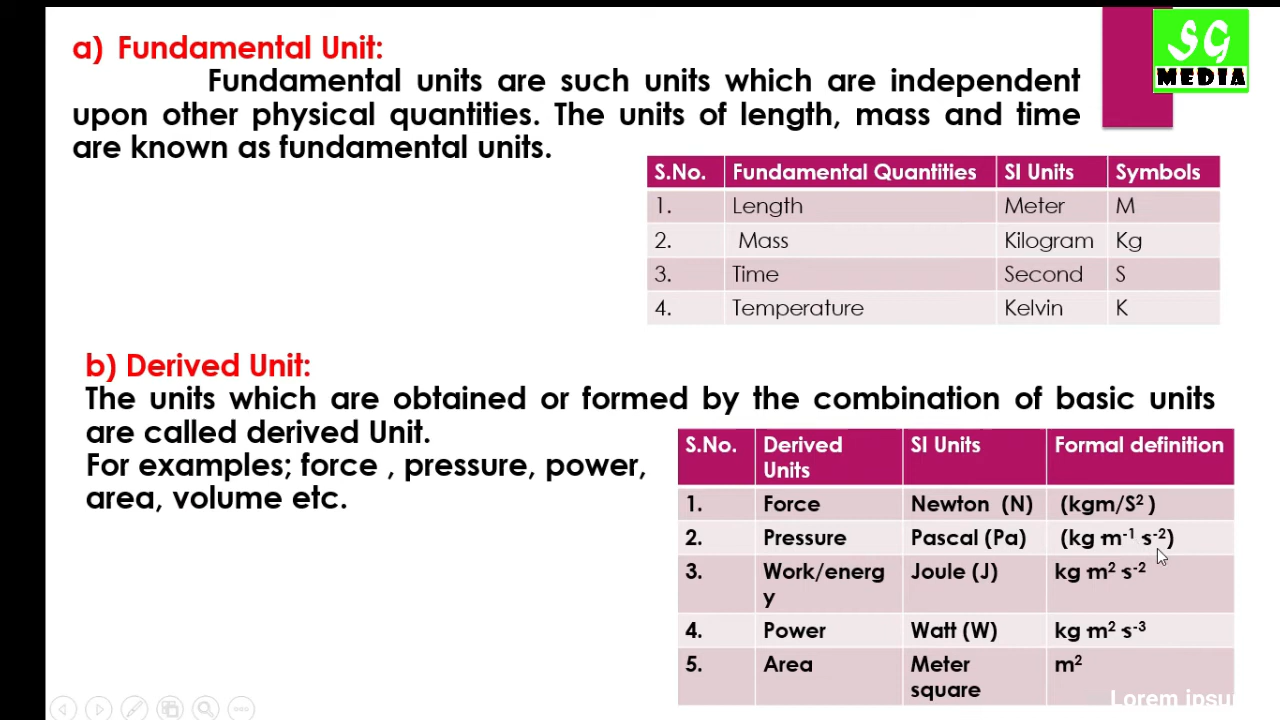 a) Fundamental Unit:
Fundamental units are such units which are independent
upon other physical quantities. The units of length, mass and time
are known as fundamental units.
SG
MEDIA
S.No. Fundamental Quantities SI Units Symbols
1. Length Meter M
2. Mass Kilogram Kg
3. Time Second S
4. Temperature Kelvin K
b) Derived Unit:
The units which are obtained or formed by the combination of basic units
are called derived Unit.
For examples; force , pressure, power,
area, volume etc.
S.No. Derived Units SI Units Formal definition
1. Force Newton (N) (kgm/S² )
2. Pressure Pascal (Pa) (kg m⁻¹ s⁻²)
3. Work/energ
y Joule (J) kg m² s⁻²
4. Power Watt (W) kg m² s⁻³
5. Area Meter
square m²
Lorem ipsu